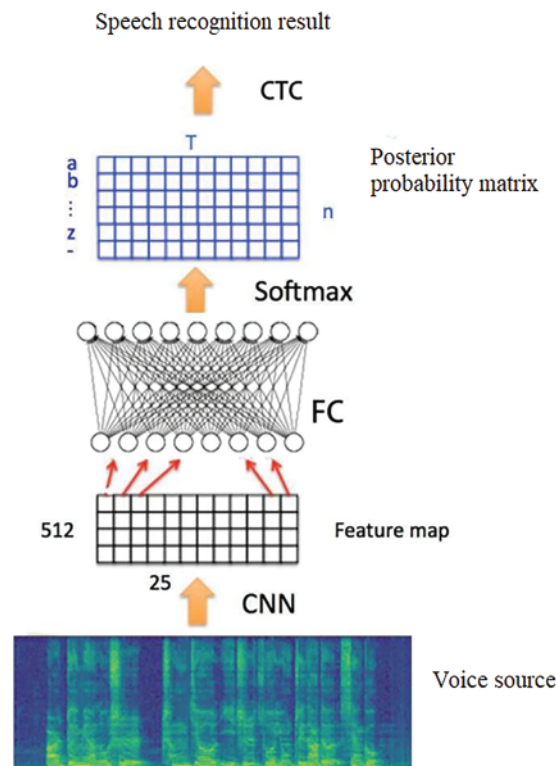 Speech recognition result
CTC
T
Posterior
probability matrix
a
b
⋮
z
-
n
Softmax
FC
512
Feature map
25
CNN
Voice source